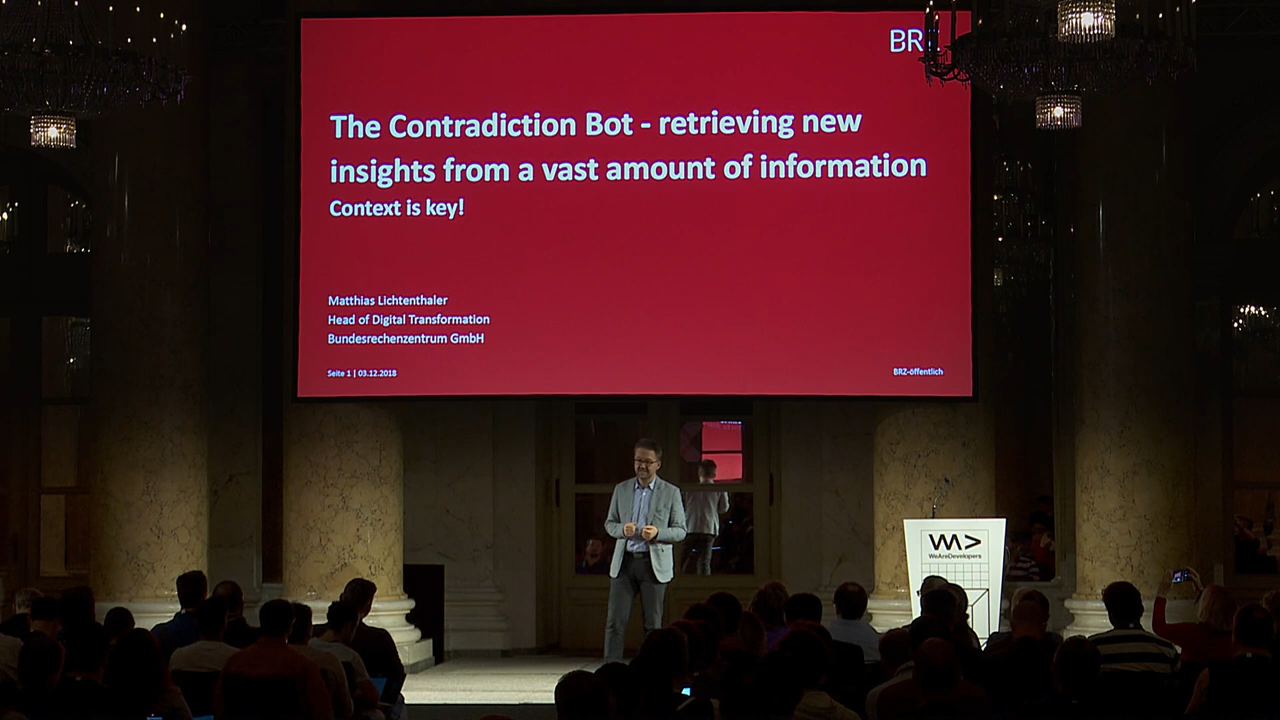 BRZ
The Contradiction Bot - retrieving new
insights from a vast amount of information
Context is key!
Matthias Lichtenthaler
Head of Digital Transformation
Bundesrechenzentrum GmbH
Seite 1 | 03.12.2018
BRZ-öffentlich
WeAreDevelopers